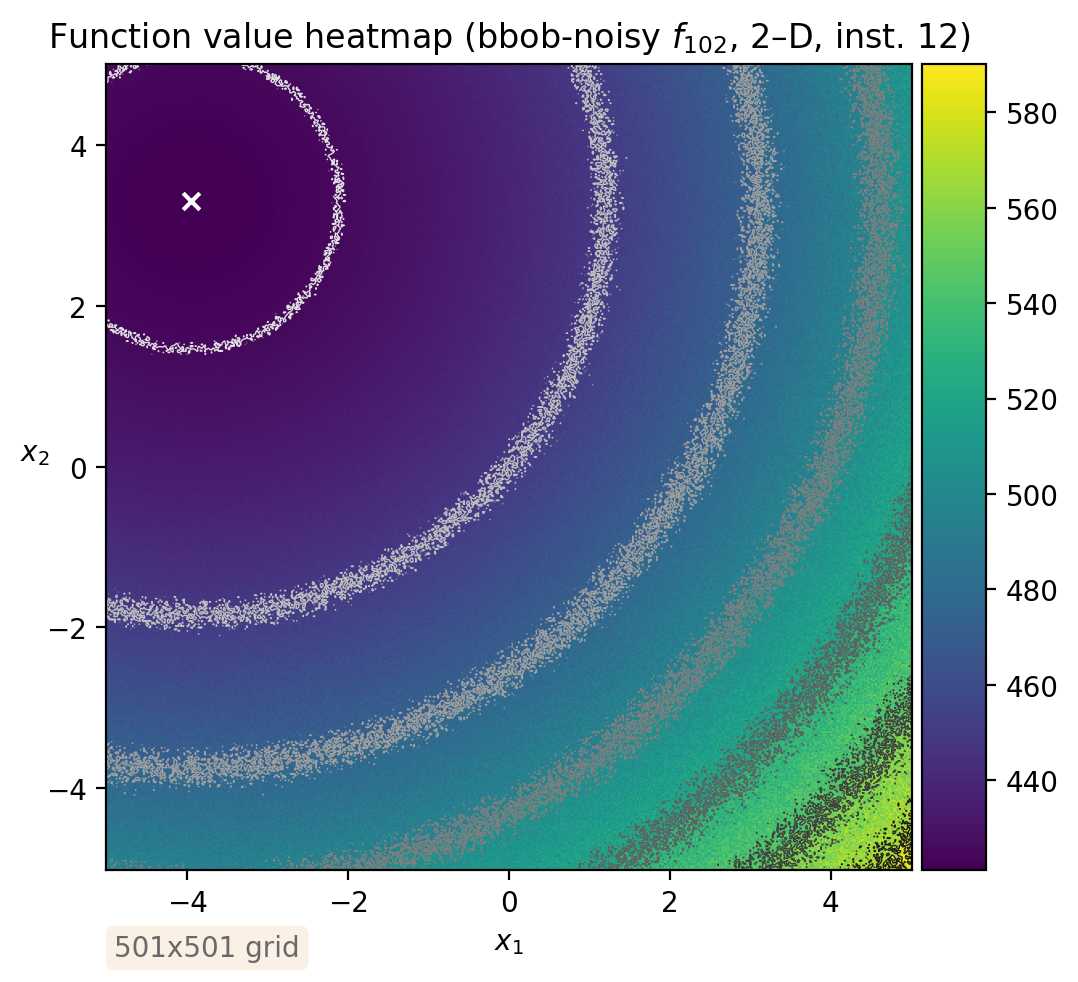 Function value heatmap (bbob-noisy f₁₀₂, 2–D, inst. 12)
4
2
0
−2
−4
x₂
−4 −2 0 2 4
x₁
580
560
540
520
500
480
460
440
501x501 grid